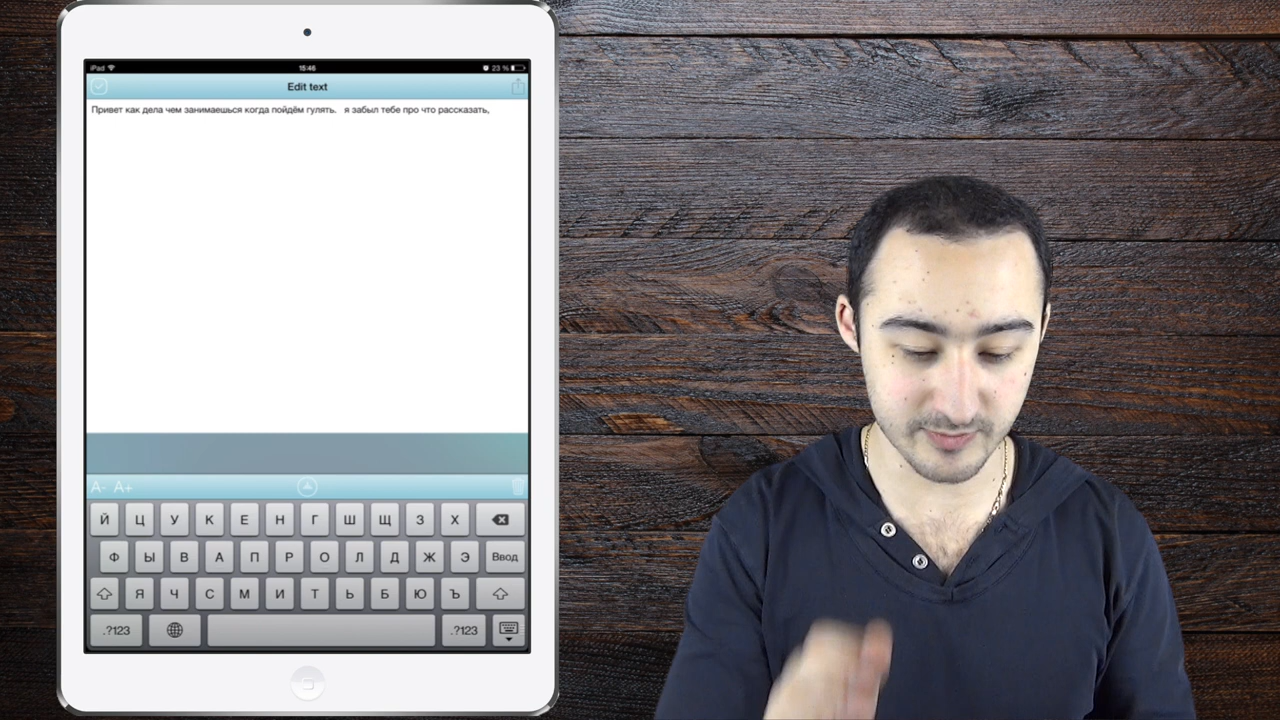 iPad 15:46 23 %
Edit text
Привет как дела чем занимаешься когда пойдём гулять. я забыл тебе про что рассказать,
A- A+
Й Ц У К Е Н Г Ш Щ З Х
Ф Ы В А П Р О Л Д Ж Э Ввод
Я Ч С М И Т Ь Б Ю Ъ
.?123 .?123